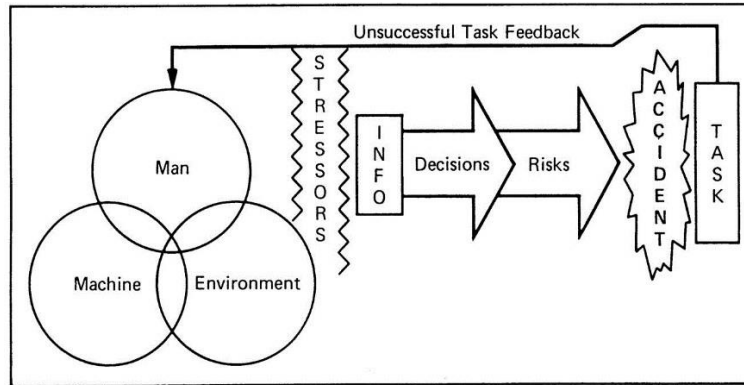 Unsuccessful Task Feedback
Man
Machine
Environment
STRESSORS
INFO
Decisions
Risks
ACCIDENT
TASK